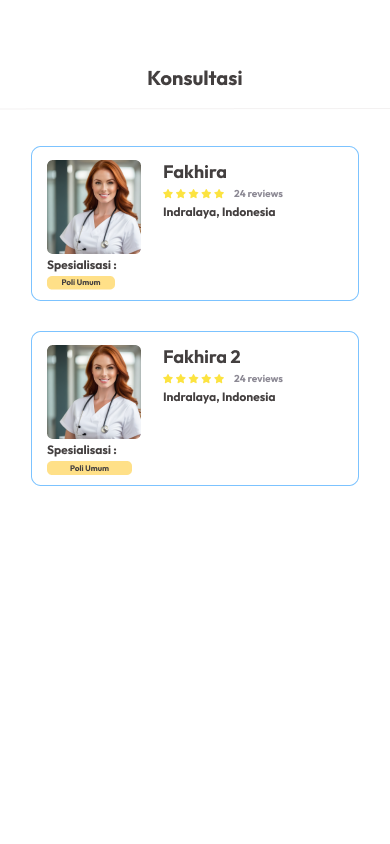 Konsultasi
Fakhira
24 reviews
Indralaya, Indonesia
Spesialisasi :
Poli Umum
Fakhira 2
24 reviews
Indralaya, Indonesia
Spesialisasi :
Poli Umum